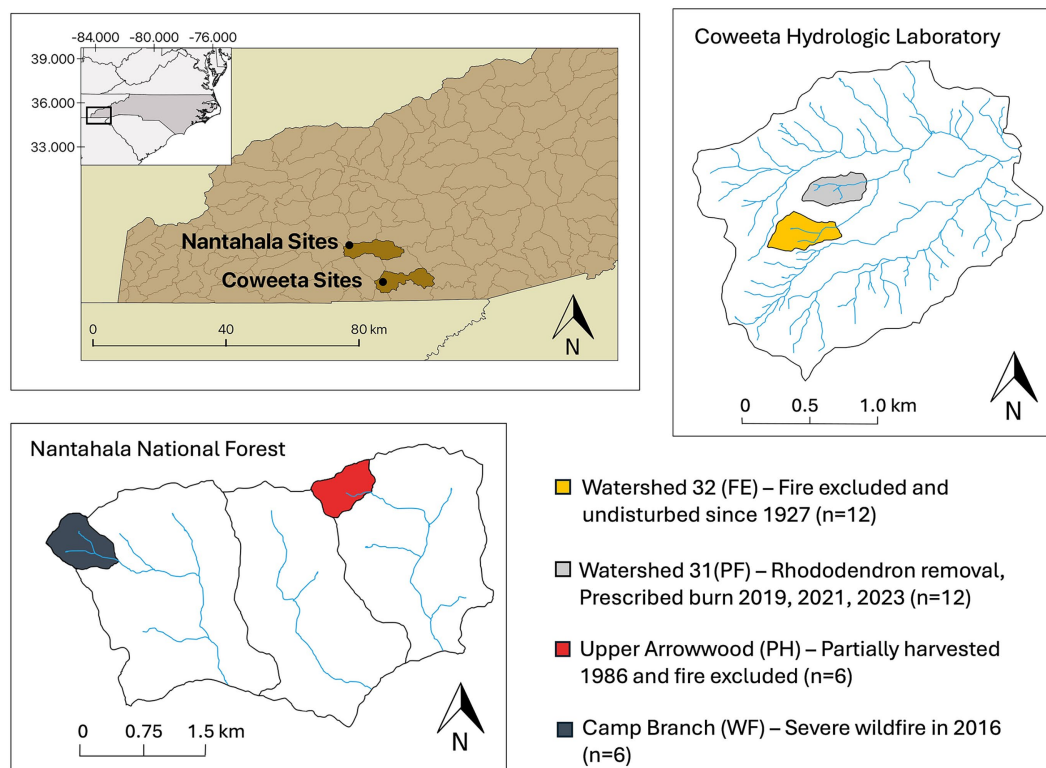 -84.000 -80.000 -76.000
39.000
36.000
33.000
Nantahala Sites
Coweeta Sites
0 40 80 km
N
Coweeta Hydrologic Laboratory
0 0.5 1.0 km
N
Nantahala National Forest
0 0.75 1.5 km
N
Watershed 32 (FE) – Fire excluded and
undisturbed since 1927 (n=12)
Watershed 31(PF) – Rhododendron removal,
Prescribed burn 2019, 2021, 2023 (n=12)
Upper Arrowwood (PH) – Partially harvested
1986 and fire excluded (n=6)
Camp Branch (WF) – Severe wildfire in 2016
(n=6)